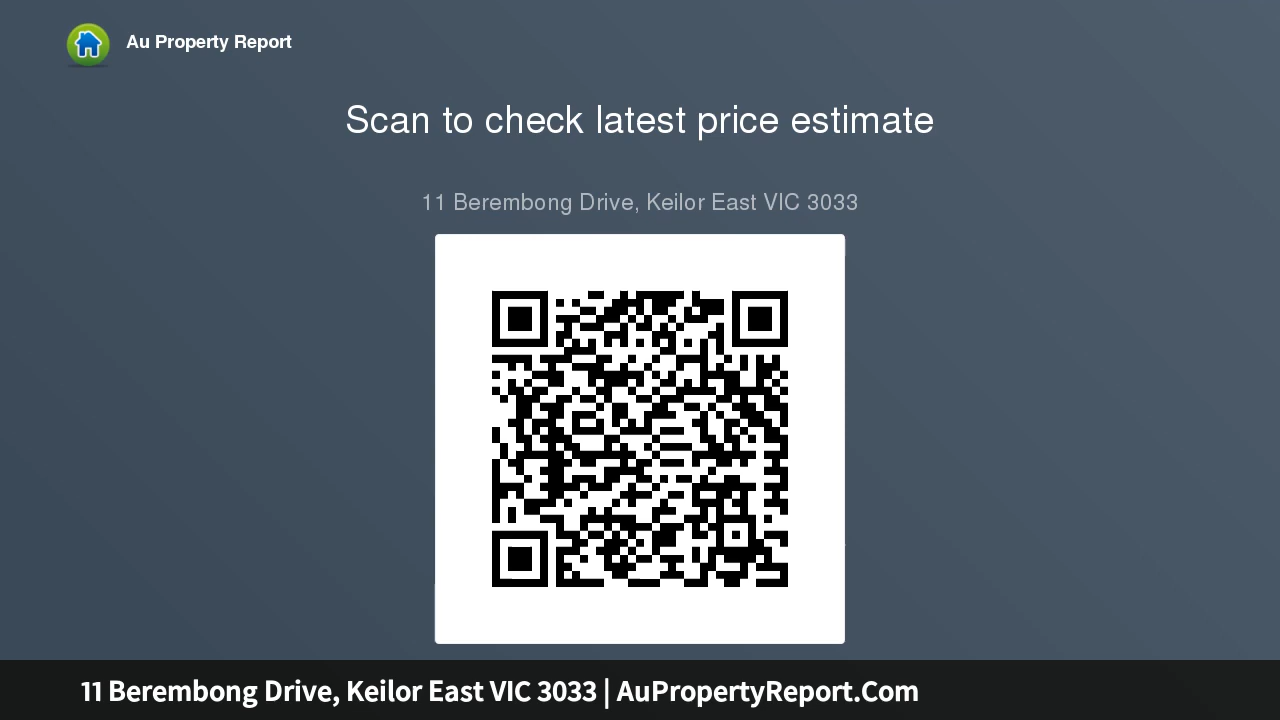 Au Property Report
Scan to check latest price estimate
11 Berembong Drive, Keilor East VIC 3033
11 Berembong Drive, Keilor East VIC 3033 | AuPropertyReport.Com